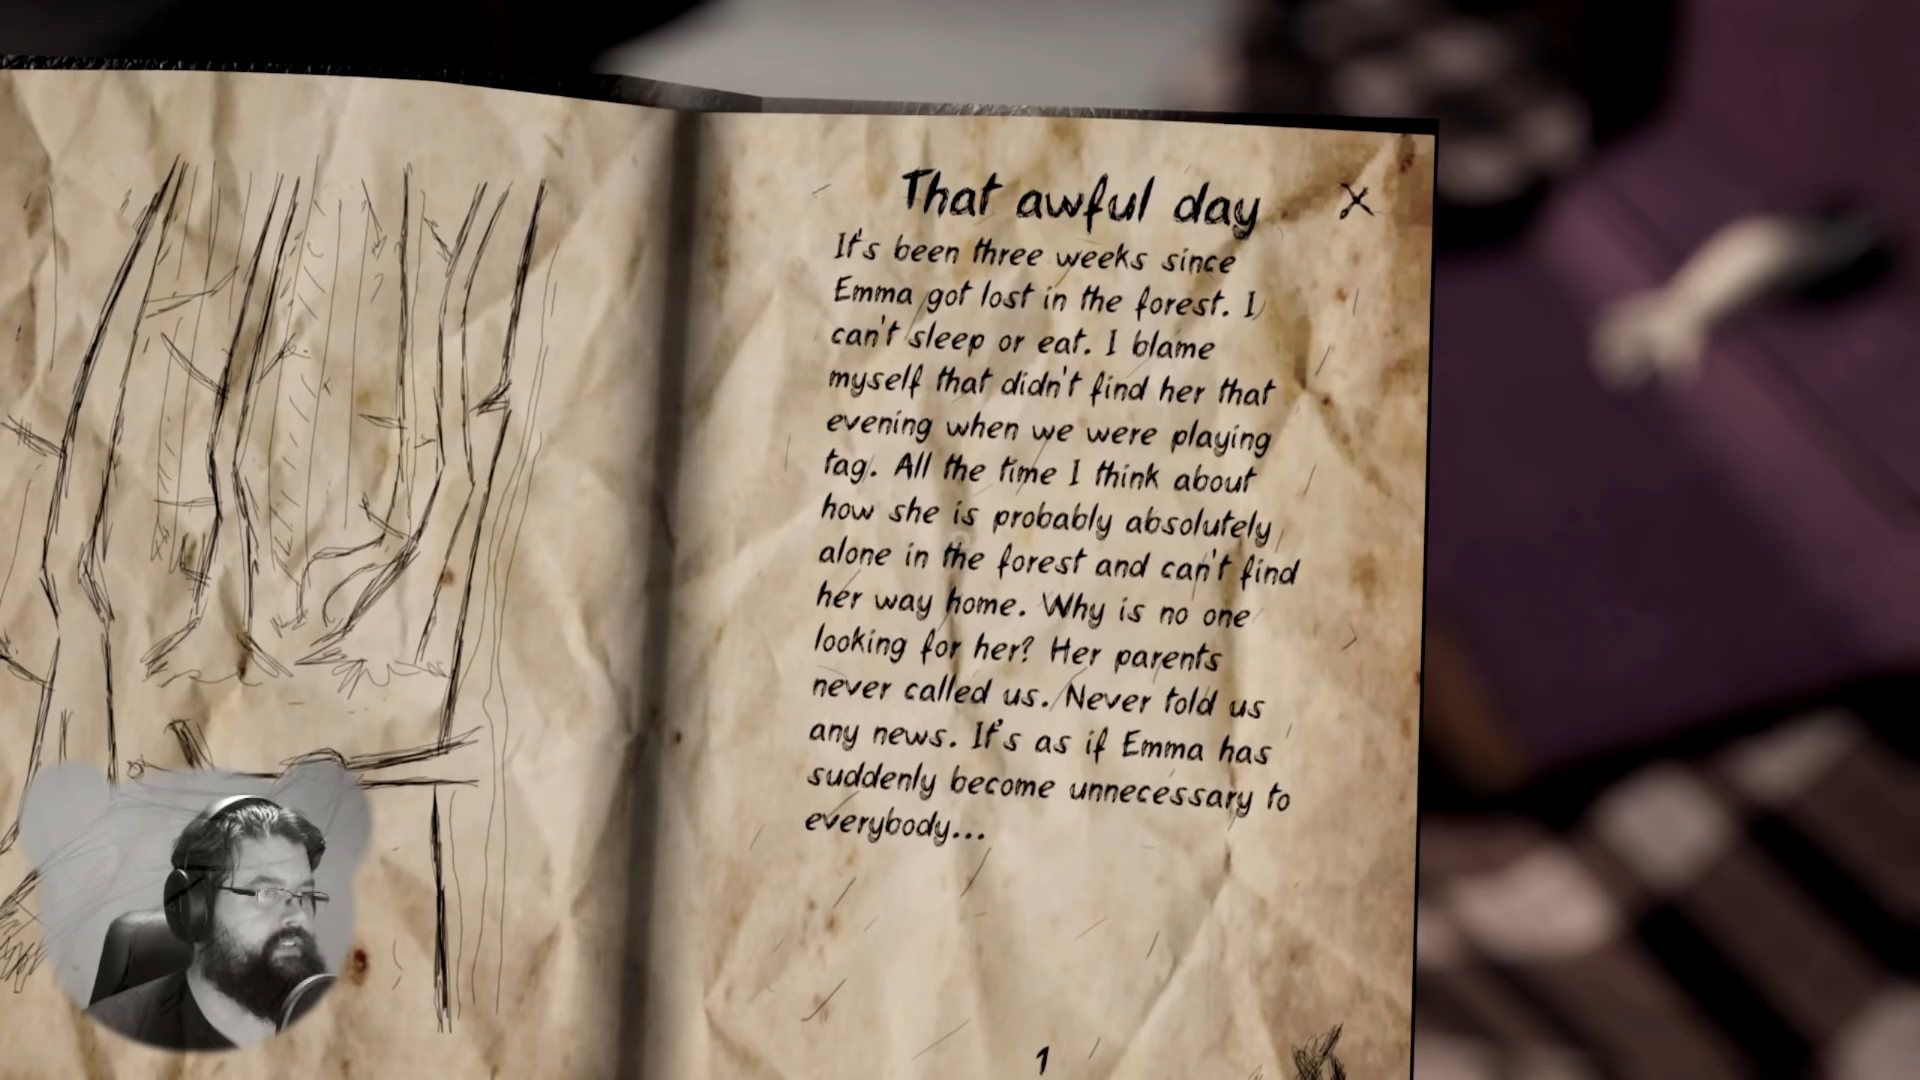 That awful day
It's been three weeks since
Emma got lost in the forest. I
can't sleep or eat. I blame
myself that didn't find her that
evening when we were playing
tag. All the time I think about
how she is probably absolutely
alone in the forest and can't find
her way home. Why is no one
looking for her? Her parents
never called us. Never told us
any news. It's as if Emma has
suddenly become unnecessary to
everybody...
1